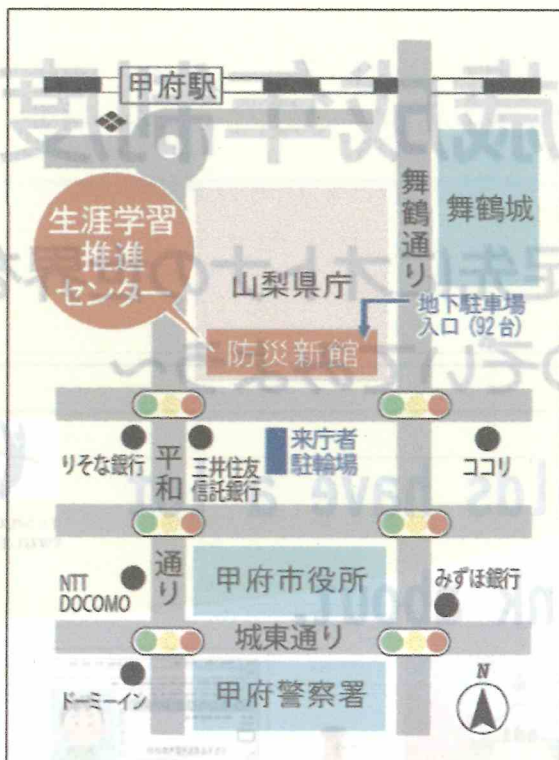 甲府駅
舞鶴通り
舞鶴城
生涯学習
推進
センター
山梨県庁
地下駐車場
入口(92台)
防災新館
りそな銀行
平和通り
三井住友
信託銀行
来庁者
駐輪場
ココリ
NTT
DOCOMO
甲府市役所
みずほ銀行
城東通り
ドーミーイン
甲府警察署
N